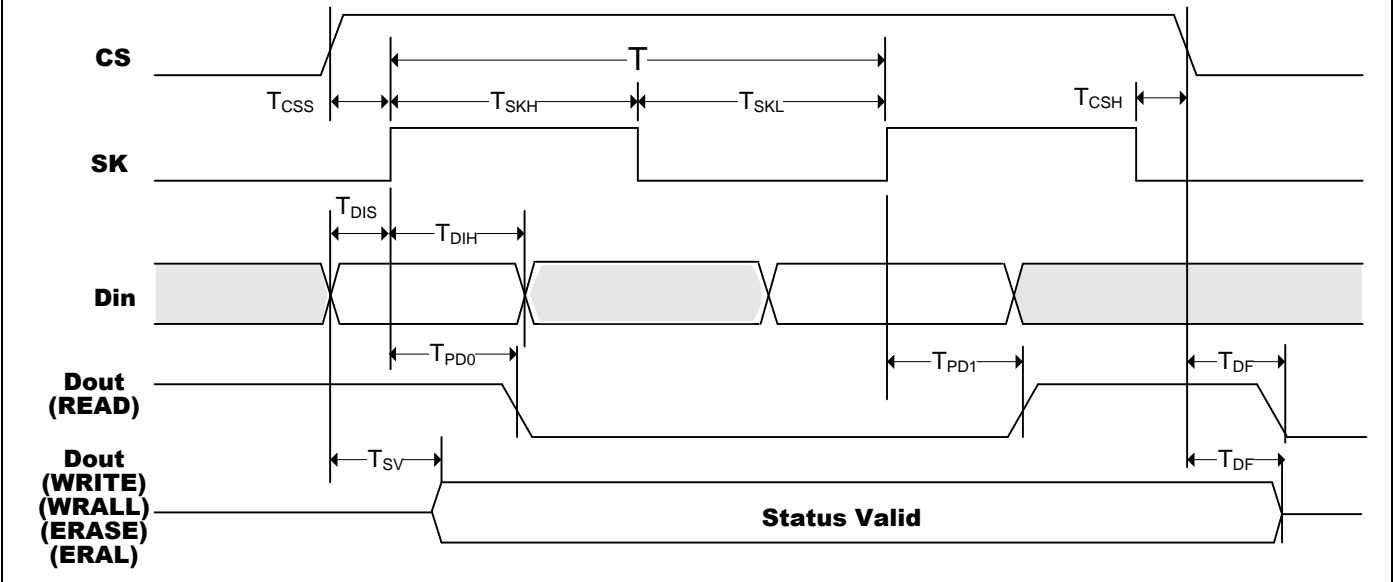 CS
T
TCSS
TSKH
TSKL
TCSH
SK
TDIS
TDIH
Din
TPD0
TPD1
TDF
Dout
(READ)
TSV
TDF
Dout
(WRITE)
(WRALL)
(ERASE)
(ERAL)
Status Valid